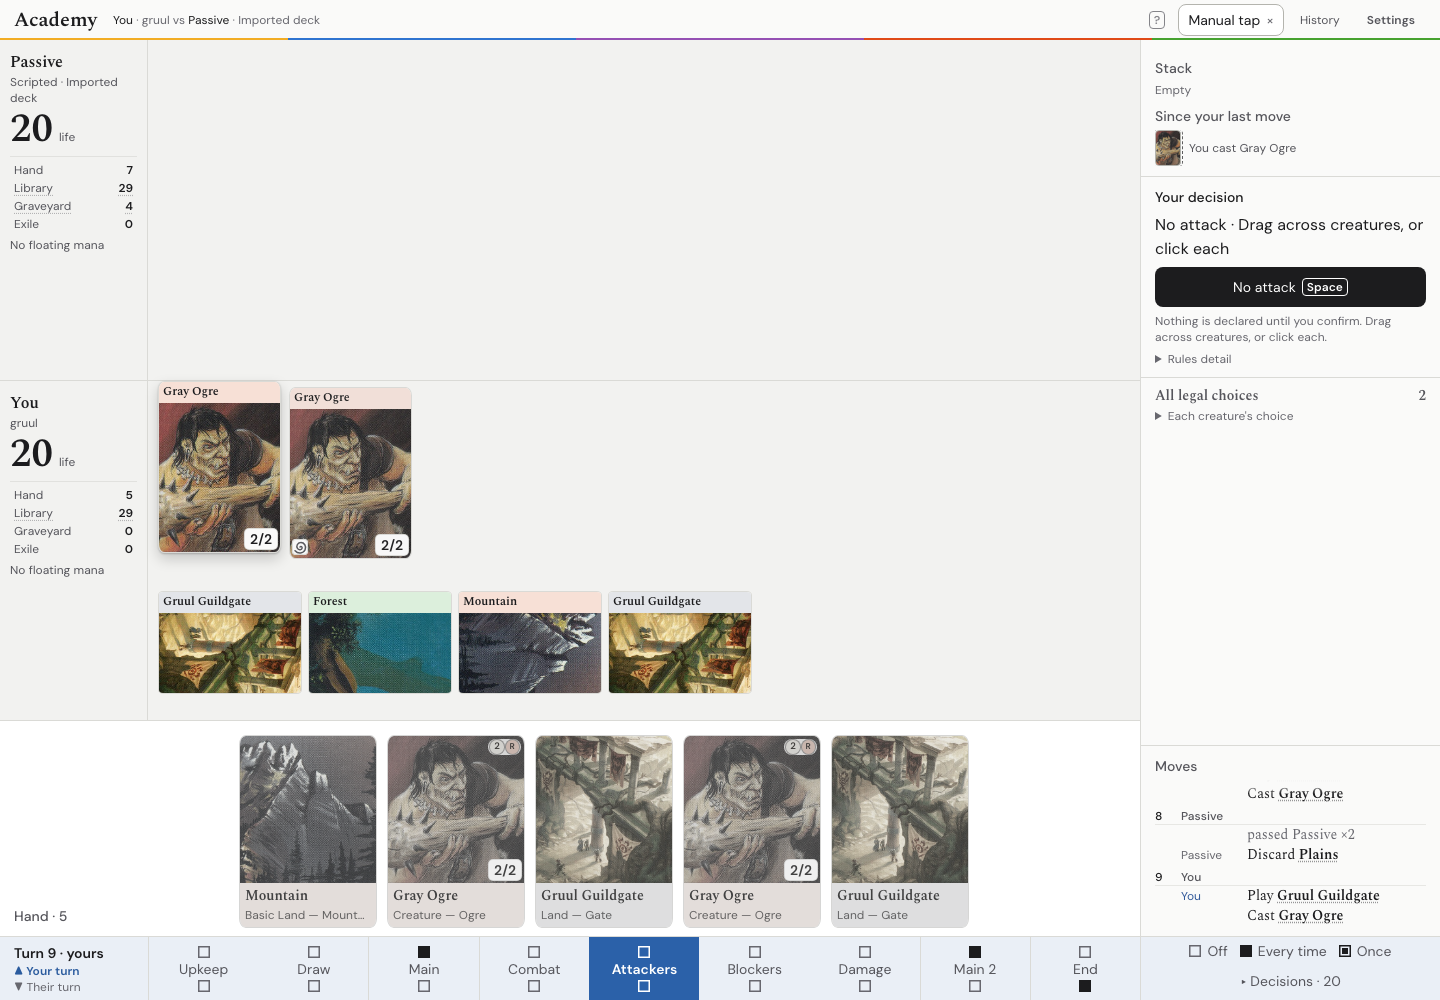 Academy
You · gruul vs Passive · Imported deck
?
Manual tap ×
History
Settings
Passive
Scripted · Imported
deck
20 life
Hand 7
Library 29
Graveyard 4
Exile 0
No floating mana
You
gruul
20 life
Hand 5
Library 29
Graveyard 0
Exile 0
No floating mana
Gray Ogre
2/2
Gray Ogre
2/2
Gruul Guildgate
Forest
Mountain
Gruul Guildgate
Hand · 5
Mountain
Basic Land — Mount…
2 R
2/2
Gray Ogre
Creature — Ogre
Gruul Guildgate
Land — Gate
2 R
2/2
Gray Ogre
Creature — Ogre
Gruul Guildgate
Land — Gate
Stack
Empty
Since your last move
You cast Gray Ogre
Your decision
No attack · Drag across creatures, or
click each
No attack Space
Nothing is declared until you confirm. Drag
across creatures, or click each.
Rules detail
All legal choices 2
Each creature's choice
Moves
Cast Gray Ogre
8 Passive
passed Passive ×2
Passive Discard Plains
9 You
You Play Gruul Guildgate
Cast Gray Ogre
Turn 9 · yours
Your turn
Their turn
Upkeep
Draw
Main
Combat
Attackers
Blockers
Damage
Main 2
End
Off Every time Once
Decisions · 20